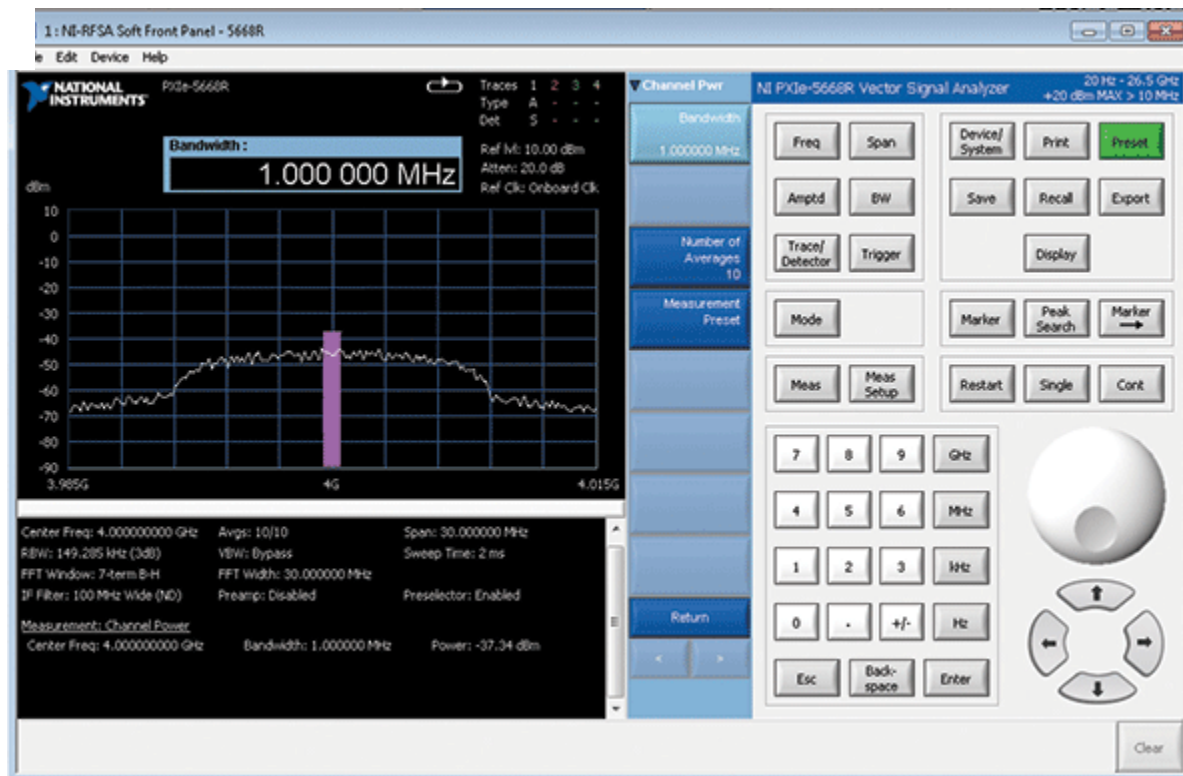 1: NI-RFSA Soft Front Panel - 5668R
Edit Device Help
NATIONAL INSTRUMENTS™
PXIe-5668R
Traces 1 2 3 4
Type A - - -
Det S - - -
Bandwidth:
1.000 000 MHz
Ref lvl: 10.00 dBm
Atten: 20.0 dB
Ref Clk: Onboard Clk
dBm
10
0
-10
-20
-30
-40
-50
-60
-70
-80
-90
3.985G 4G 4.015G
Center Freq: 4.000000000 GHz Avgs: 10/10 Span: 30.000000 MHz
RBW: 149.285 kHz (3dB) VBW: Bypass Sweep Time: 2 ms
FFT Window: 7-term B-H FFT Width: 30.000000 MHz
IF Filter: 100 MHz Wide (ND) Preamp: Disabled Preselector: Enabled
Measurement: Channel Power
Center Freq: 4.000000000 GHz Bandwidth: 1.000000 MHz Power: -37.34 dBm
Channel Pwr
Bandwidth
1.000000 MHz
Number of
Averages
10
Measurement
Preset
Return
< >
NI PXIe-5668R Vector Signal Analyzer
20 Hz - 26.5 GHz
+20 dBm MAX > 10 MHz
Freq Span
Device/
System
Print Preset
Amptd BW Save Recall Export
Trace/
Detector
Trigger Display
Mode Marker
Peak
Search
Marker
→
Meas
Meas
Setup
Restart Single Cont
7 8 9 GHz
4 5 6 MHz
1 2 3 kHz
0 . +/- Hz
Esc
Back-
space
Enter
Clear